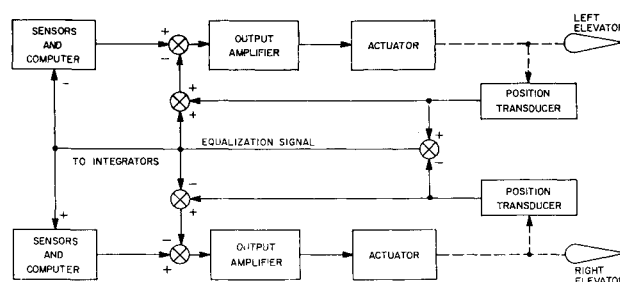 LEFT
ELEVATOR
SENSORS
AND
COMPUTER
+
−
OUTPUT
AMPLIFIER
ACTUATOR
−
+
+
POSITION
TRANSDUCER
+
−
EQUALIZATION SIGNAL
TO INTEGRATORS
−
+
POSITION
TRANSDUCER
+
SENSORS
AND
COMPUTER
−
+
OUTPUT
AMPLIFIER
ACTUATOR
RIGHT
ELEVATOR